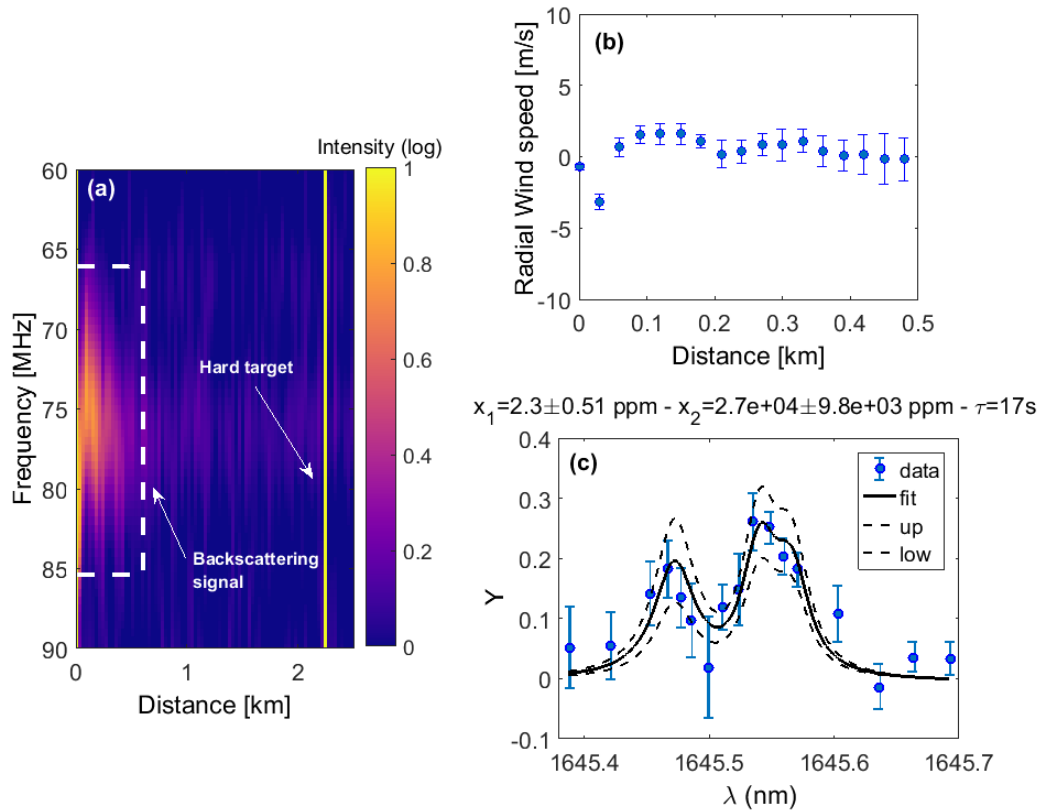 Intensity (log)
(a)
60
65
70
75
80
85
90
Frequency [MHz]
0
1
2
Distance [km]
Hard target
Backscattering
signal
1
0.8
0.6
0.4
0.2
0
(b)
10
5
0
-5
-10
Radial Wind speed [m/s]
0
0.1
0.2
0.3
0.4
0.5
Distance [km]
x₁=2.3±0.51 ppm - x₂=2.7e+04±9.8e+03 ppm - τ=17s
(c)
0.4
0.3
0.2
0.1
0
-0.1
Y
data
fit
up
low
1645.4
1645.5
1645.6
1645.7
λ (nm)